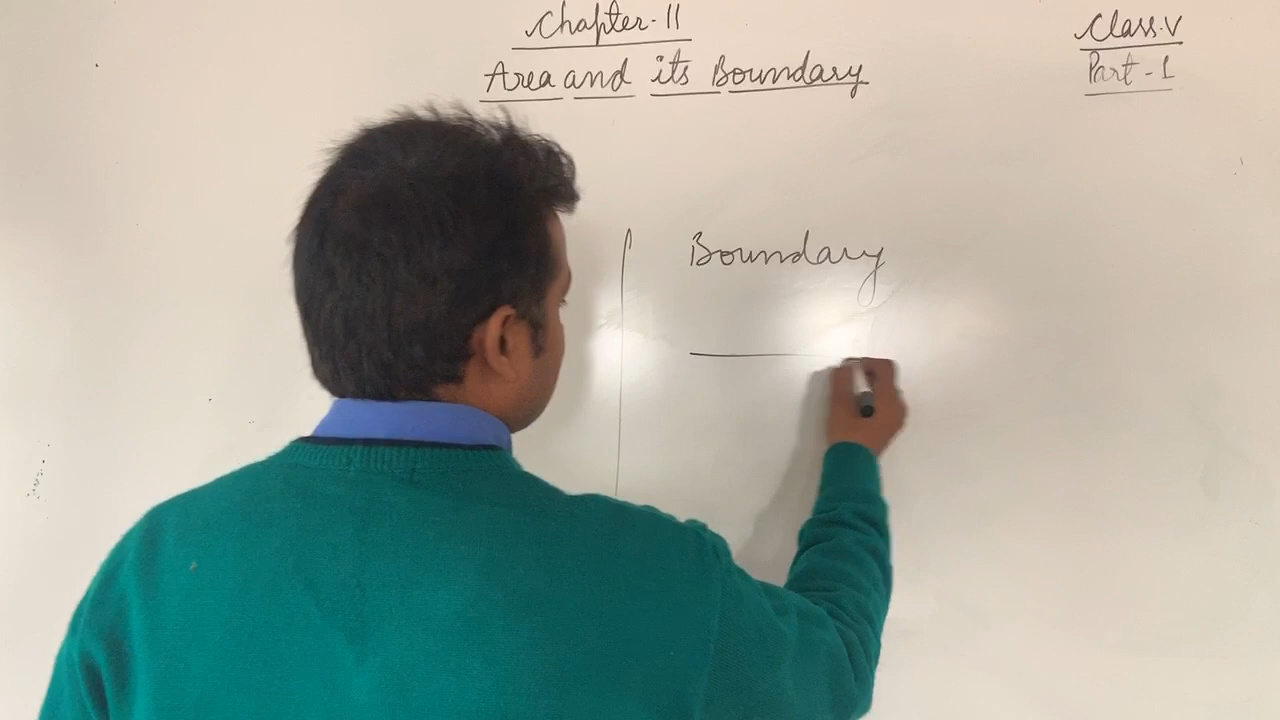 Chapter-11
Area and its Boundary
Class.V
Part-1
Boundary